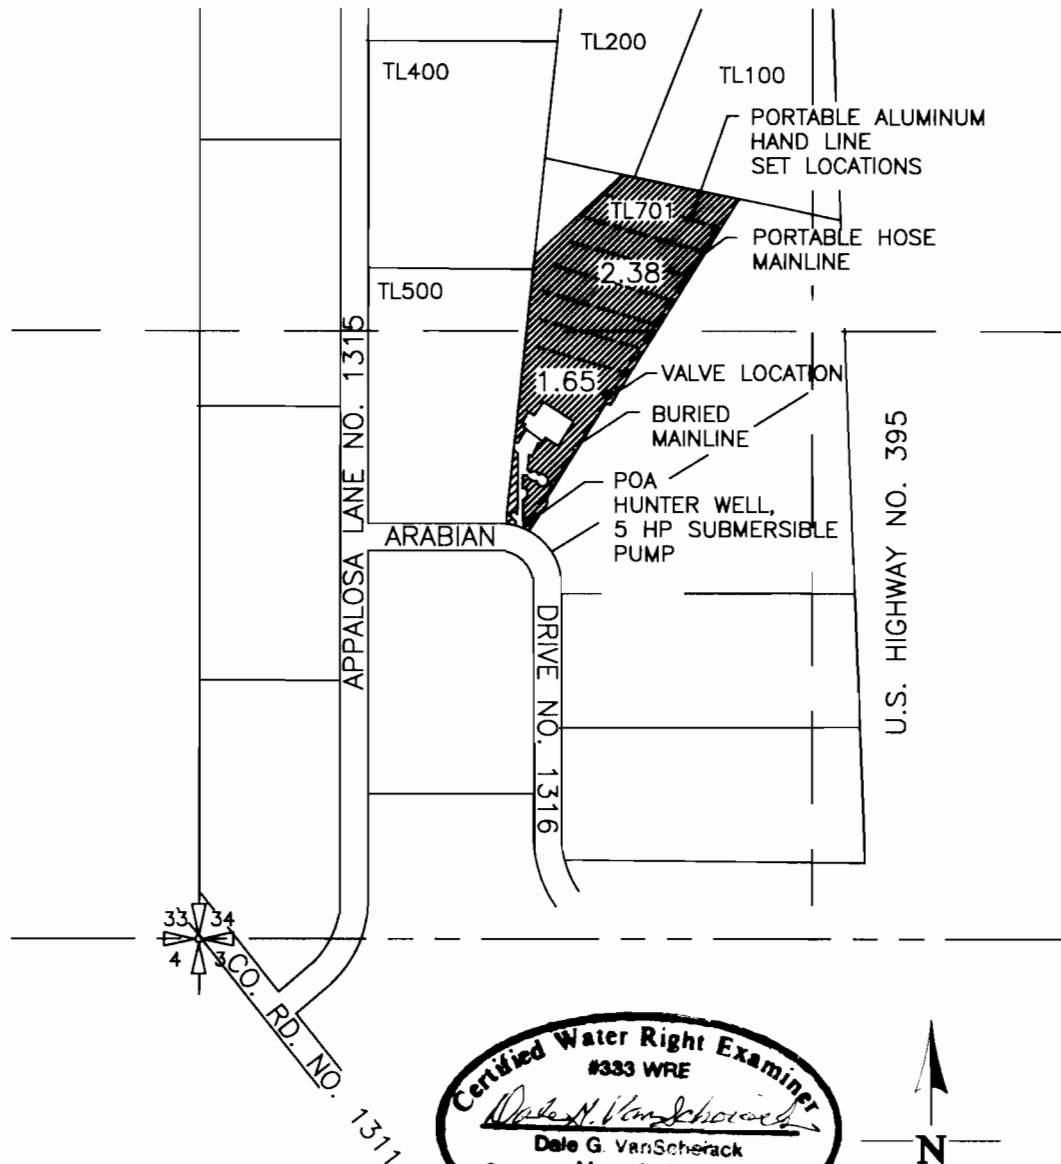 TL200
TL400
TL100
PORTABLE ALUMINUM
HAND LINE
SET LOCATIONS
TL701
PORTABLE HOSE
MAINLINE
2.38
TL500
1.65
VALVE LOCATION
BURIED
MAINLINE
POA
HUNTER WELL,
5 HP SUBMERSIBLE
PUMP
APPALOSA LANE NO. 1315
ARABIAN
DRIVE NO. 1316
U.S. HIGHWAY NO. 395
33 34
4 3
CO. RD. NO. 1311
Certified Water Right Examiner
#333 WRE
Dale G. VanScherack
N